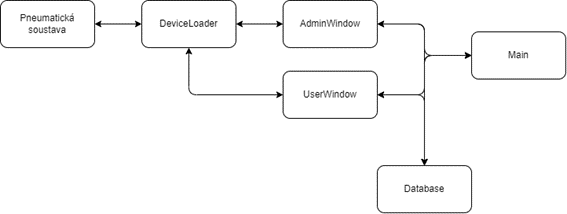 Pneumatická
soustava
DeviceLoader
AdminWindow
Main
UserWindow
Database